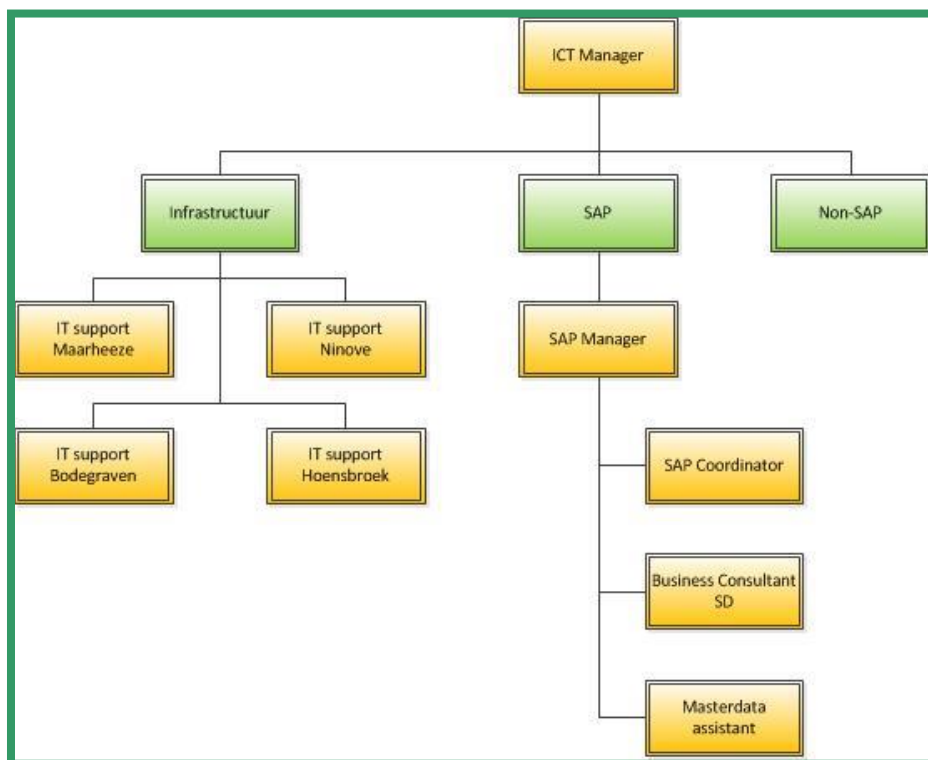 ICT Manager
Infrastructuur
SAP
Non-SAP
IT support
Maarheeze
IT support
Ninove
SAP Manager
IT support
Bodegraven
IT support
Hoensbroek
SAP Coordinator
Business Consultant
SD
Masterdata
assistant